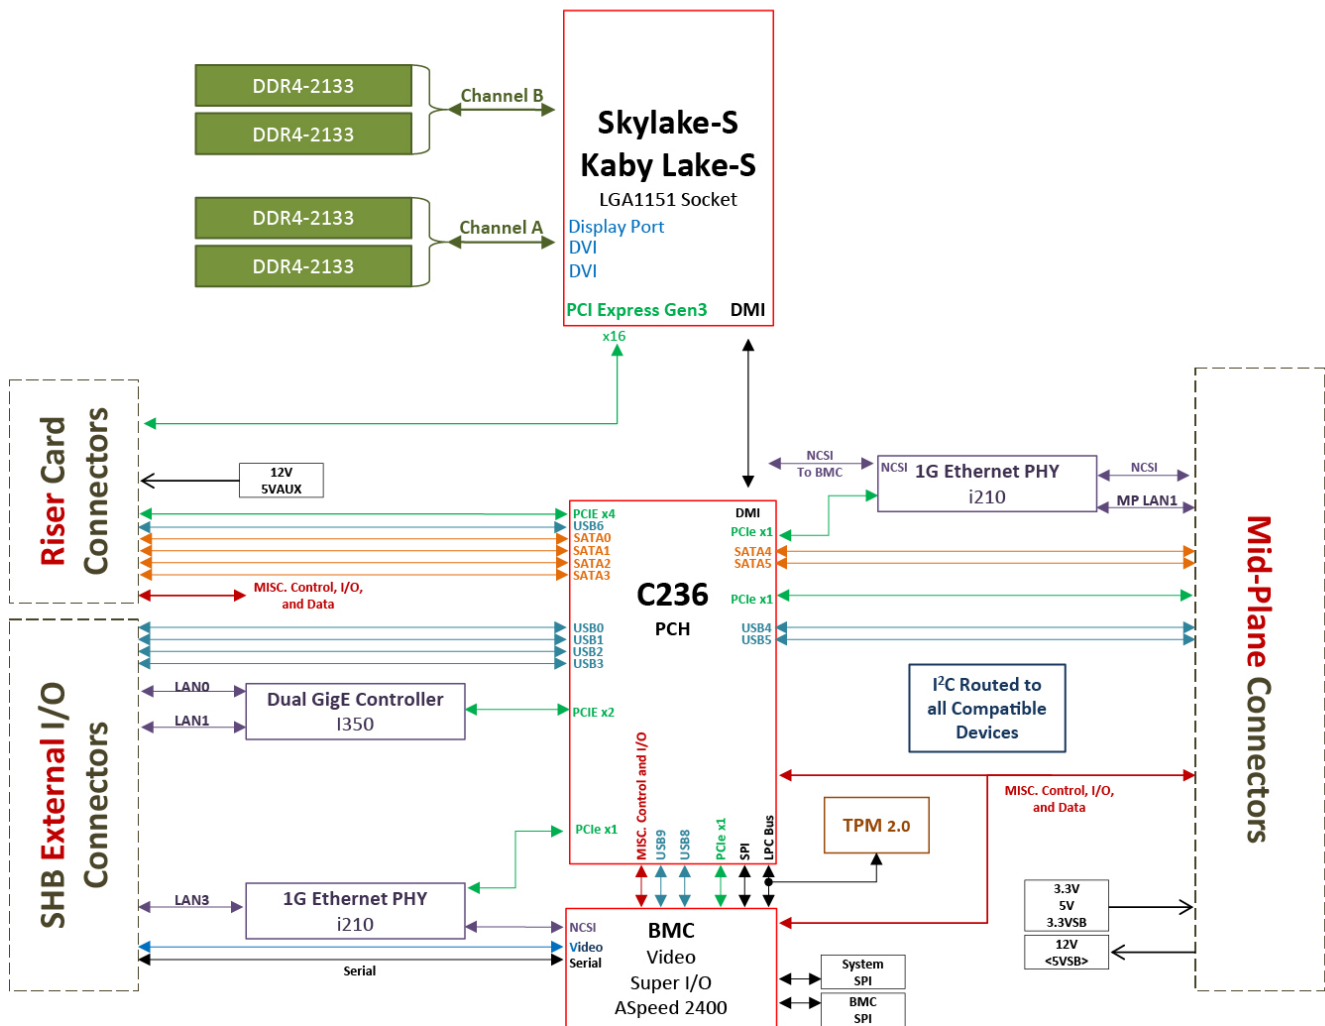 DDR4-2133
DDR4-2133
Channel B
DDR4-2133
DDR4-2133
Channel A
Skylake-S
Kaby Lake-S
LGA1151 Socket
Display Port
DVI
DVI
PCI Express Gen3
DMI
x16
Riser Card
Connectors
12V
5VAUX
MISC. Control, I/O,
and Data
SHB External I/O
Connectors
LAN0
LAN1
Dual GigE Controller
I350
LAN3
1G Ethernet PHY
i210
Serial
DMI
PCIE x4
USB6
SATA0
SATA1
SATA2
SATA3
C236
PCH
USB0
USB1
USB2
USB3
PCIE x2
PCIe x1
PCIe x1
SATA4
SATA5
PCIe x1
USB4
USB5
MISC. Control and I/O
USB9
USB8
PCIe x1
SPI
LPC Bus
NCSI
To BMC
NCSI
1G Ethernet PHY
i210
NCSI
MP LAN1
I²C Routed to
all Compatible
Devices
MISC. Control, I/O,
and Data
TPM 2.0
NCSI
Video
Serial
BMC
Video
Super I/O
ASpeed 2400
System
SPI
BMC
SPI
3.3V
5V
3.3VSB
12V
<5VSB>
Mid-Plane Connectors